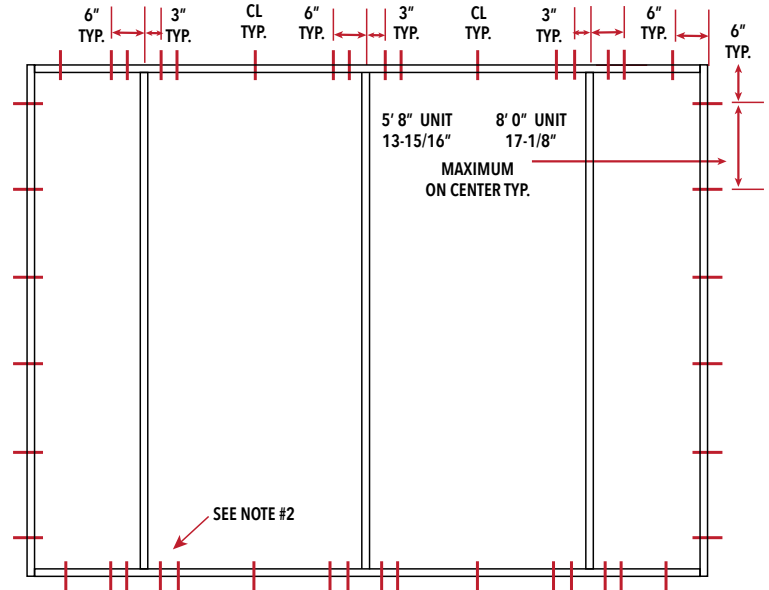 6” 3” CL 6” 3” CL 3” 6”
TYP. TYP. TYP. TYP. TYP. TYP. TYP. TYP.
6”
TYP.
5’ 8” UNIT 8’ 0” UNIT
13-15/16” 17-1/8”
MAXIMUM
ON CENTER TYP.
SEE NOTE #2